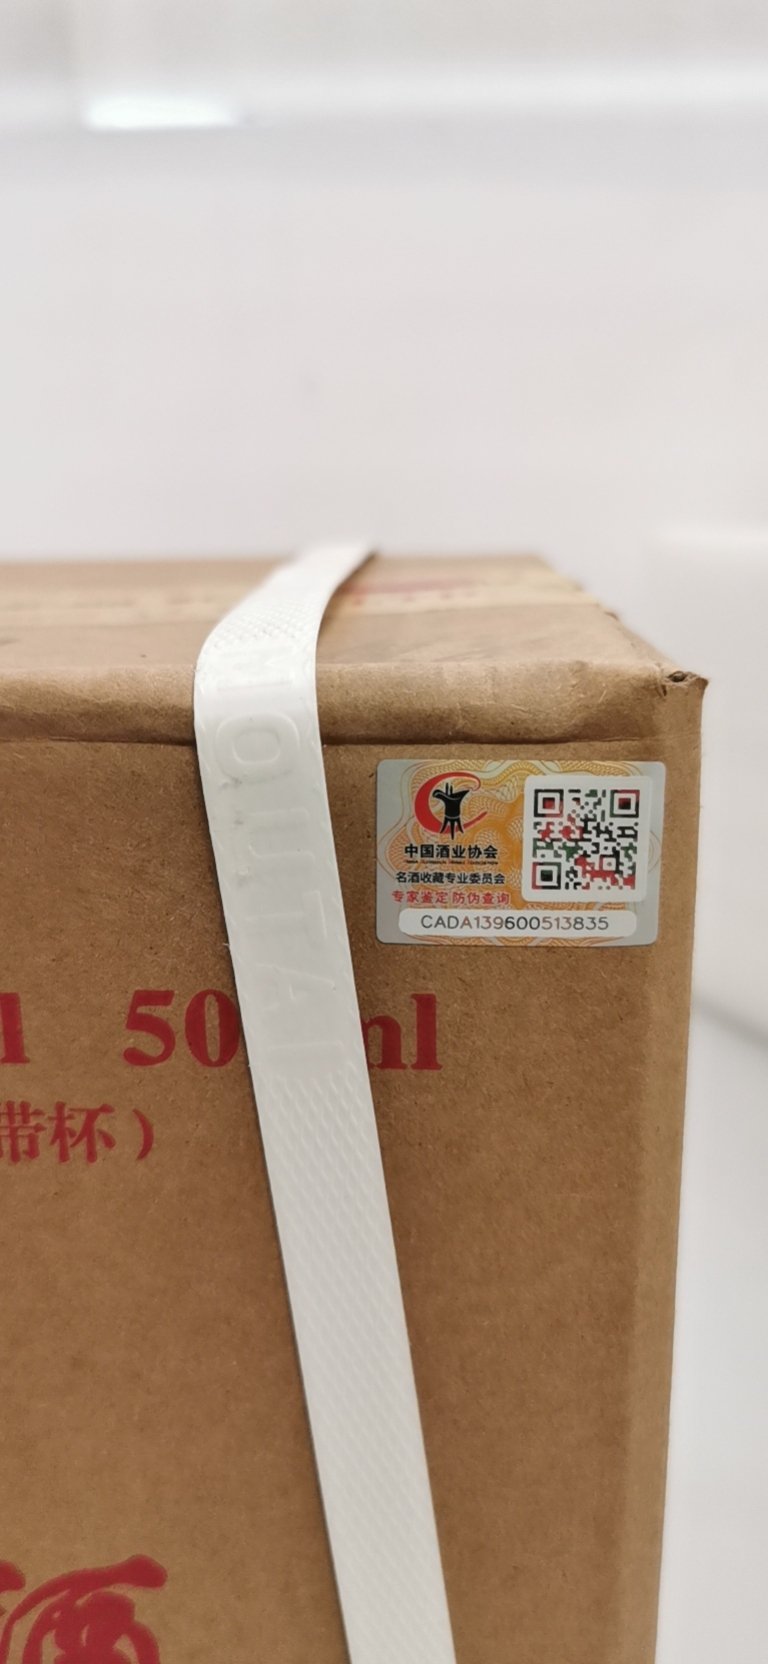 MOUTAI
中国酒业协会
名酒收藏专业委员会
专家鉴定 防伪查询
CADA139600513835
50 ml
带杯）
酒